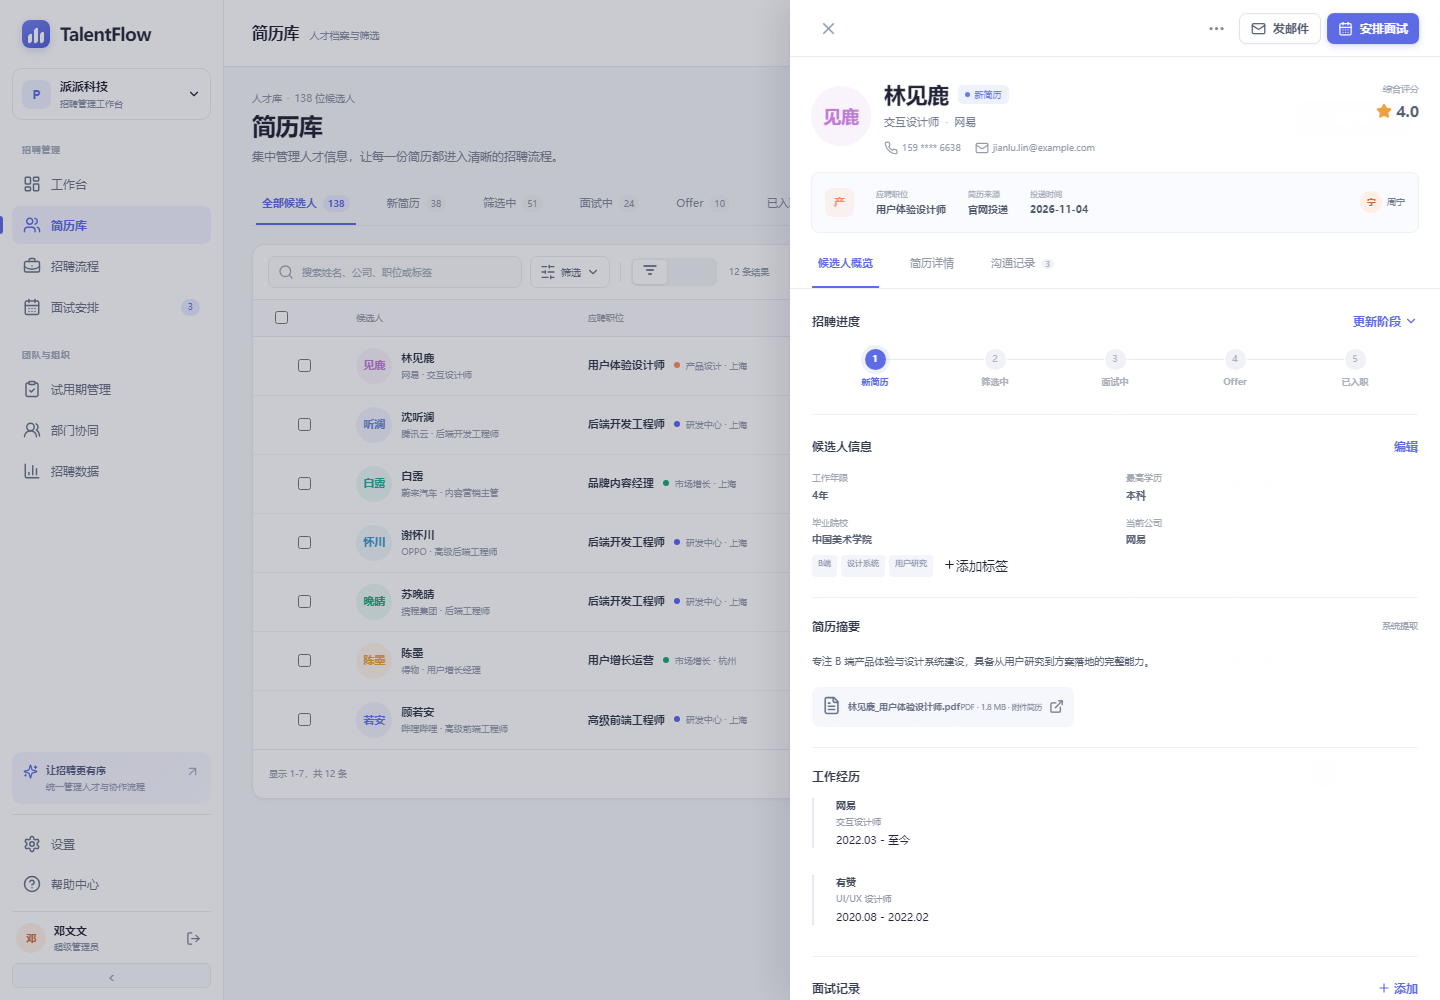 TalentFlow
P
派派科技
招聘管理工作台
招聘管理
工作台
简历库
招聘流程
面试安排
3
团队与组织
试用期管理
部门协同
招聘数据
让招聘更有序
统一管理人才与协作流程
设置
帮助中心
邓
邓文文
超级管理员
简历库
人才档案与筛选
人才库 · 138 位候选人
简历库
集中管理人才信息，让每一份简历都进入清晰的招聘流程。
全部候选人 138
新简历 38
筛选中 51
面试中 24
Offer 10
已入
搜索姓名、公司、职位或标签
筛选
12 条结果
候选人
应聘职位
见鹿
林见鹿
网易 · 交互设计师
用户体验设计师
产品设计 · 上海
听澜
沈听澜
腾讯云 · 后端开发工程师
后端开发工程师
研发中心 · 上海
白露
白露
蔚来汽车 · 内容营销主管
品牌内容经理
市场增长 · 上海
怀川
谢怀川
OPPO · 高级后端工程师
后端开发工程师
研发中心 · 上海
晚晴
苏晚晴
携程集团 · 后端工程师
后端开发工程师
研发中心 · 上海
陈墨
陈墨
得物 · 用户增长经理
用户增长运营
市场增长 · 杭州
若安
顾若安
哔哩哔哩 · 高级前端工程师
高级前端工程师
研发中心 · 上海
显示 1-7，共 12 条
发邮件
安排面试
见鹿
林见鹿
新简历
交互设计师 · 网易
159 **** 6638
jianlu.lin@example.com
综合评分
4.0
产
应聘职位
用户体验设计师
简历来源
官网投递
投递时间
2026-11-04
宁
周宁
候选人概览
简历详情
沟通记录 3
招聘进度
更新阶段
1
新简历
2
筛选中
3
面试中
4
Offer
5
已入职
候选人信息
编辑
工作年限
4年
最高学历
本科
毕业院校
中国美术学院
当前公司
网易
B端
设计系统
用户研究
+添加标签
简历摘要
系统提取
专注 B 端产品体验与设计系统建设，具备从用户研究到方案落地的完整能力。
林见鹿_用户体验设计师.pdf
PDF · 1.8 MB · 附件简历
工作经历
网易
交互设计师
2022.03 - 至今
有赞
UI/UX 设计师
2020.08 - 2022.02
面试记录
+ 添加